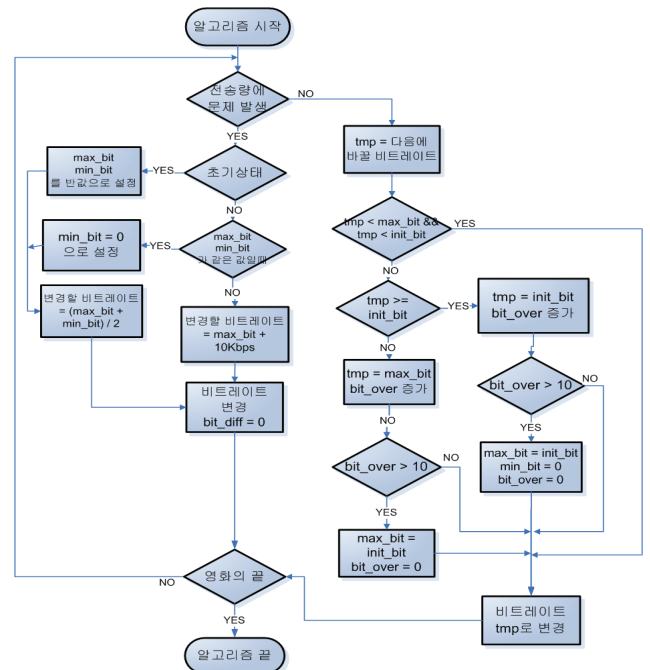 알고리즘 시작
전송량에
문제 발생
NO
YES
초기상태
YES
max_bit
min_bit
를 반값으로 설정
NO
max_bit
min_bit
가 같은 값일때
YES
min_bit = 0
으로 설정
변경할 비트레이트
= (max_bit +
min_bit) / 2
NO
변경할 비트레이트
= max_bit +
10Kbps
비트레이트
변경
bit_diff = 0
tmp = 다음에
바꿀 비트레이트
tmp < max_bit &&
tmp < init_bit
YES
NO
tmp >=
init_bit
YES
tmp = init_bit
bit_over 증가
NO
tmp = max_bit
bit_over 증가
bit_over > 10
NO
YES
max_bit = init_bit
min_bit = 0
bit_over = 0
NO
bit_over > 10
NO
YES
max_bit =
init_bit
bit_over = 0
비트레이트
tmp로 변경
영화의 끝
NO
YES
알고리즘 끝